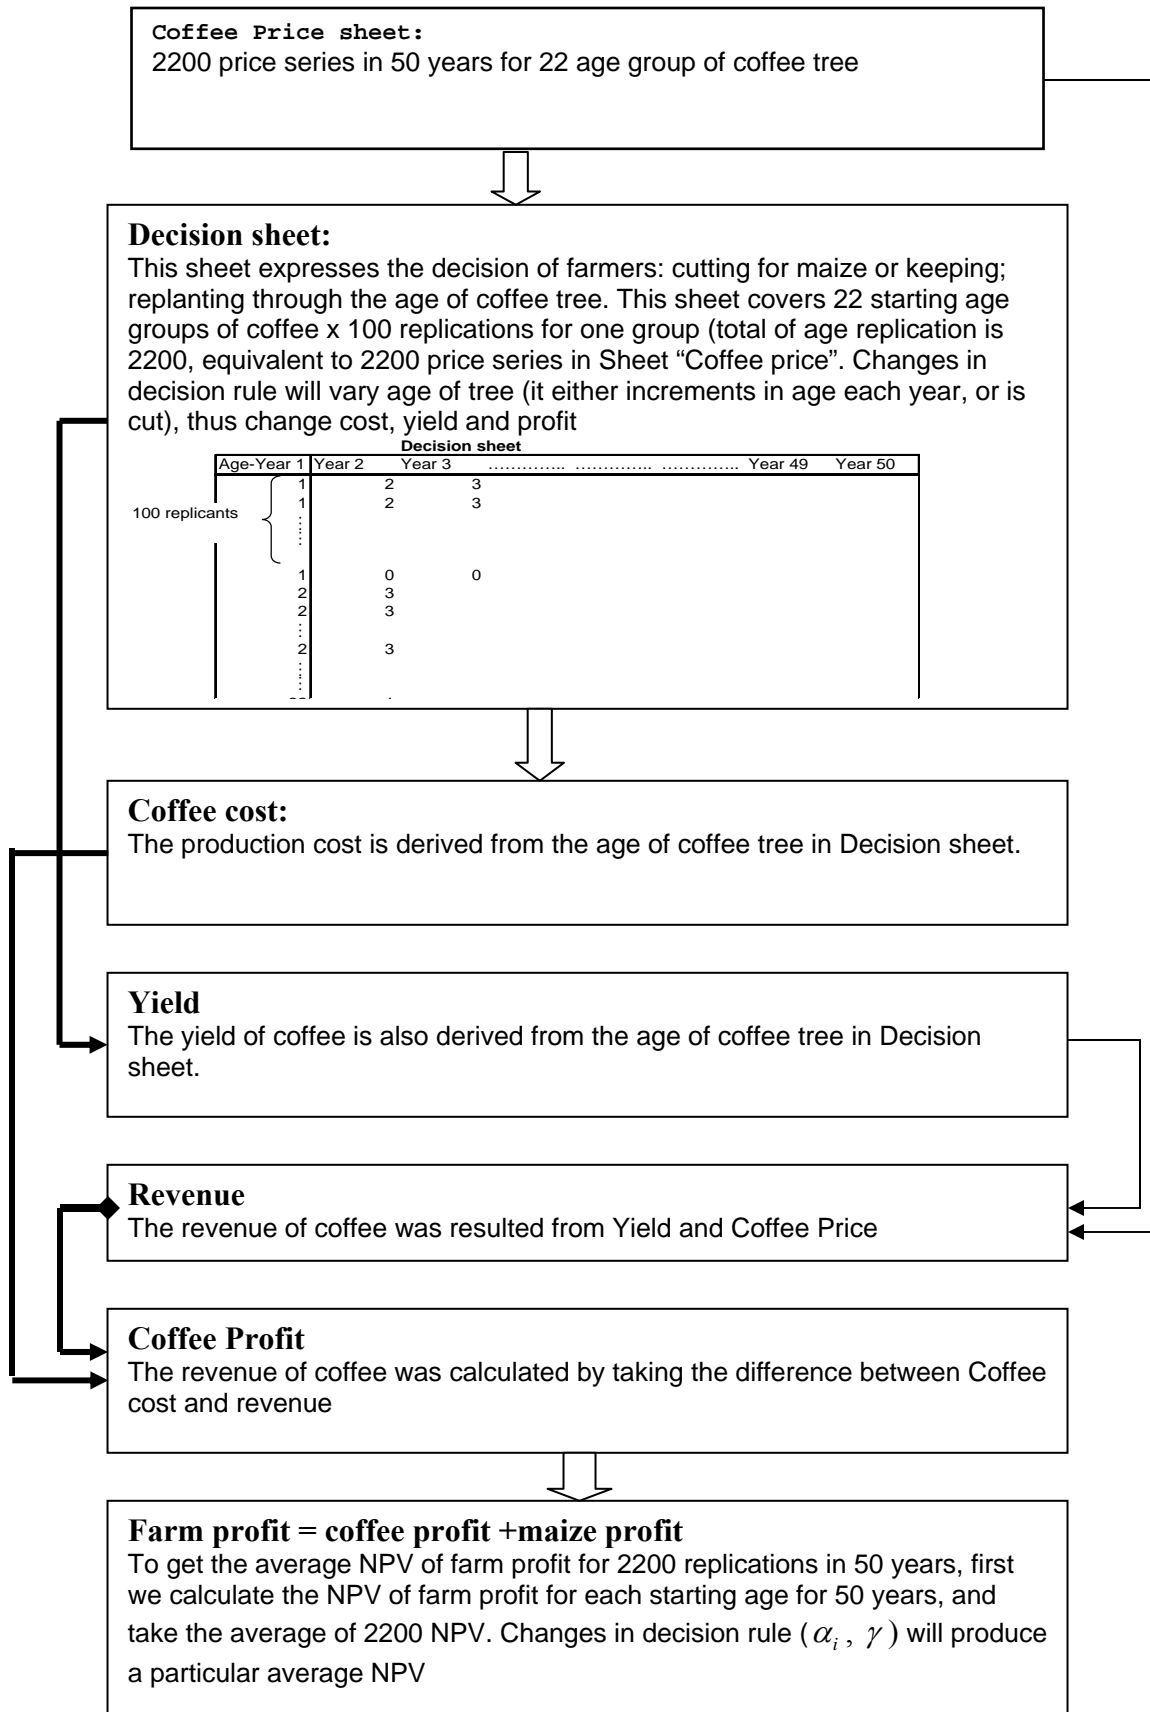 Coffee Price sheet:
2200 price series in 50 years for 22 age group of coffee tree
Decision sheet:
This sheet expresses the decision of farmers: cutting for maize or keeping;
replanting through the age of coffee tree. This sheet covers 22 starting age
groups of coffee x 100 replications for one group (total of age replication is
2200, equivalent to 2200 price series in Sheet “Coffee price”. Changes in
decision rule will vary age of tree (it either increments in age each year, or is
cut), thus change cost, yield and profit
Decision sheet
Age-Year 1 Year 2 Year 3 ………….. ………….. ………….. Year 49 Year 50
1 2 3
100 replicants 1 2 3
1 0 0
2 3
2 3
2 3
Coffee cost:
The production cost is derived from the age of coffee tree in Decision sheet.
Yield
The yield of coffee is also derived from the age of coffee tree in Decision
sheet.
Revenue
The revenue of coffee was resulted from Yield and Coffee Price
Coffee Profit
The revenue of coffee was calculated by taking the difference between Coffee
cost and revenue
Farm profit = coffee profit +maize profit
To get the average NPV of farm profit for 2200 replications in 50 years, first
we calculate the NPV of farm profit for each starting age for 50 years, and
take the average of 2200 NPV. Changes in decision rule (αᵢ, γ) will produce
a particular average NPV